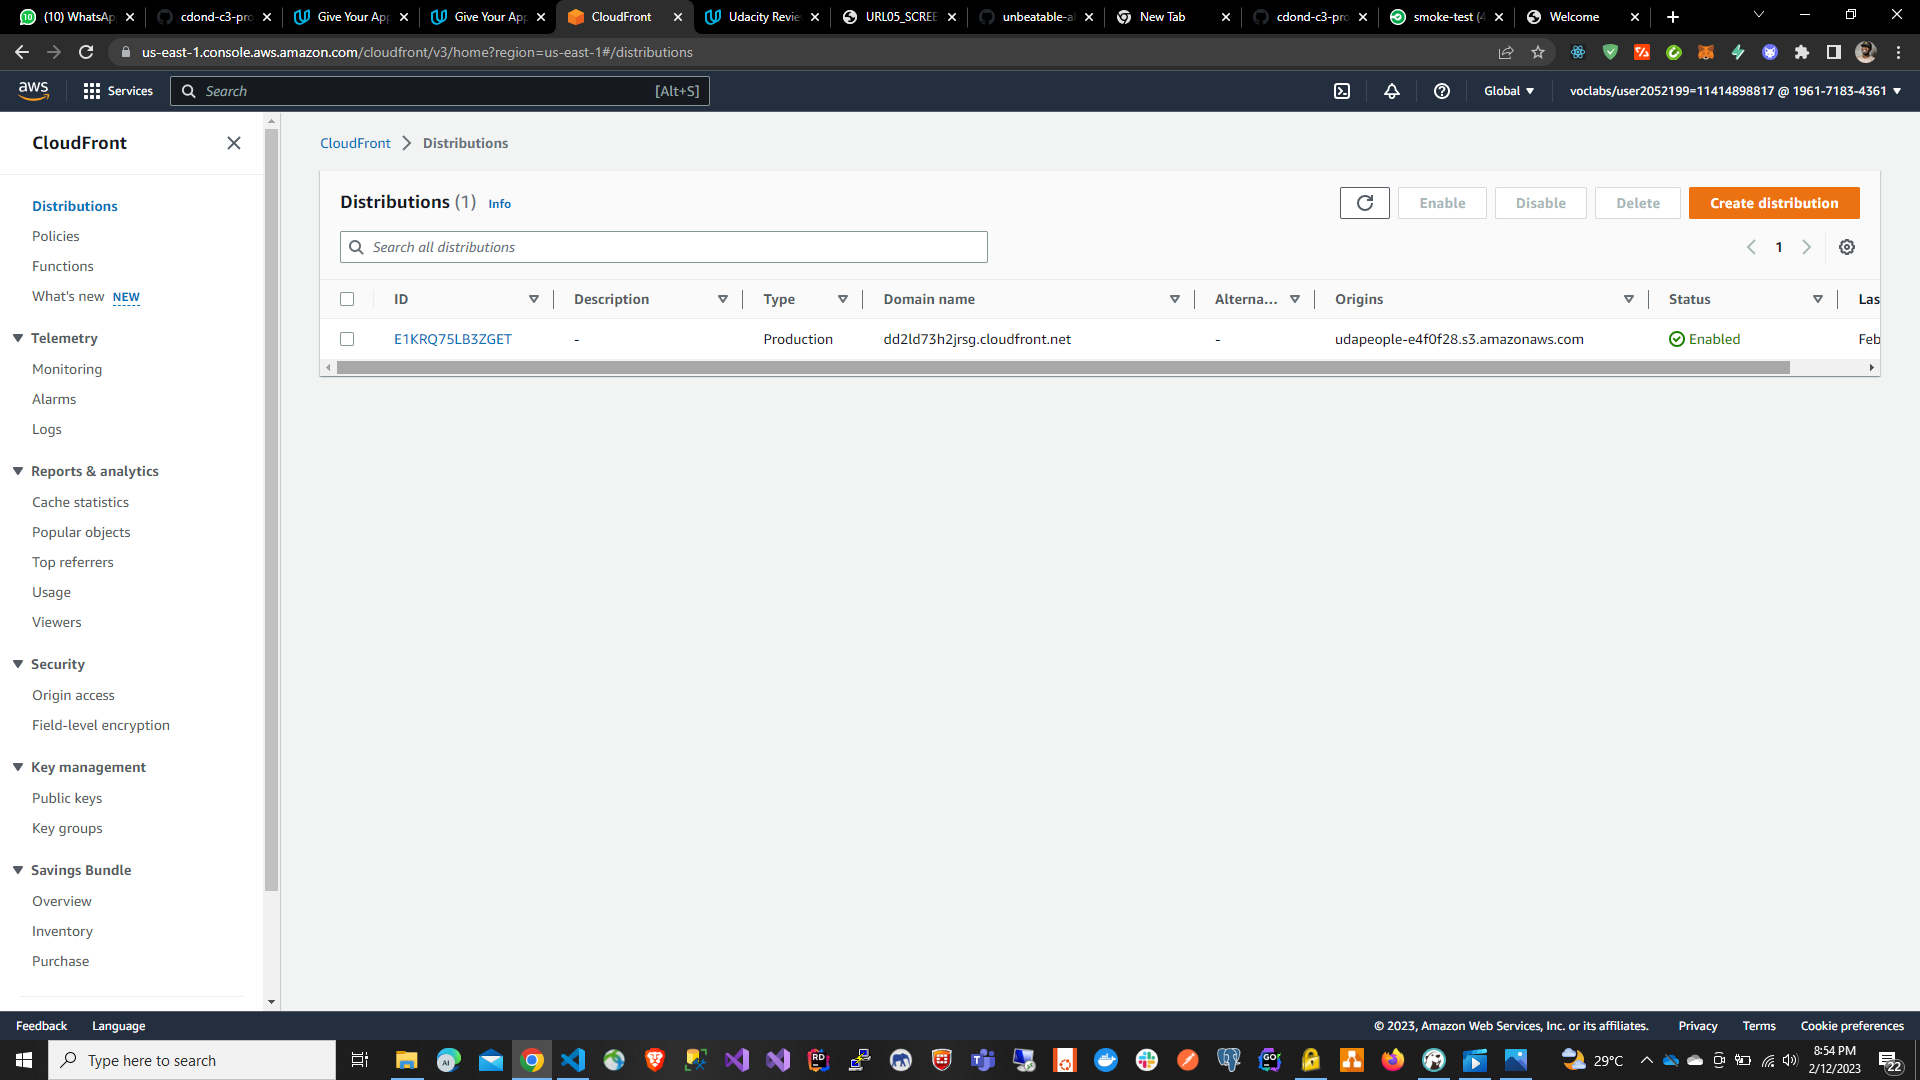 (10) WhatsAp
cdond-c3-pro
Give Your App
Give Your App
CloudFront
Udacity Revie
URL05_SCREE
unbeatable-al
New Tab
cdond-c3-pro
smoke-test (4
Welcome
us-east-1.console.aws.amazon.com/cloudfront/v3/home?region=us-east-1#/distributions
aws
Services
Search
[Alt+S]
Global
voclabs/user2052199=11414898817 @ 1961-7183-4361
CloudFront
Distributions
Policies
Functions
What's new NEW
Telemetry
Monitoring
Alarms
Logs
Reports & analytics
Cache statistics
Popular objects
Top referrers
Usage
Viewers
Security
Origin access
Field-level encryption
Key management
Public keys
Key groups
Savings Bundle
Overview
Inventory
Purchase
CloudFront > Distributions
Distributions (1) Info
Enable
Disable
Delete
Create distribution
Search all distributions
1
ID Description Type Domain name Alterna... Origins Status Las
E1KRQ75LB3ZGET - Production dd2ld73h2jrsg.cloudfront.net - udapeople-e4f0f28.s3.amazonaws.com Enabled Feb
Feedback Language © 2023, Amazon Web Services, Inc. or its affiliates. Privacy Terms Cookie preferences
Type here to search
29°C
8:54 PM
2/12/2023
22